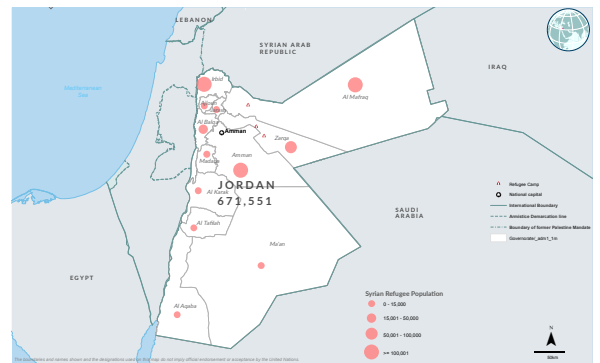 LEBANON
SYRIAN ARAB
REPUBLIC
IRAQ
Mediterranean
Sea
Irbid
Al Mafraq
Ajloun
Al Balqa
Amman
Zarqa
Amman
Madaba
JORDAN
671,551
Al Karak
SAUDI
ARABIA
Al Tafilah
Ma'an
EGYPT
Al Aqaba
Refugee Camp
National capital
International Boundary
Armistice Demarcation line
Boundary of former Palestine Mandate
Governorate_adm1_1m
Syrian Refugee Population
0 - 15,000
15,001 - 50,000
50,001 - 100,000
>= 100,001
N
50km
The boundaries and names shown and the designations used on this map do not imply official endorsement or acceptance by the United Nations.